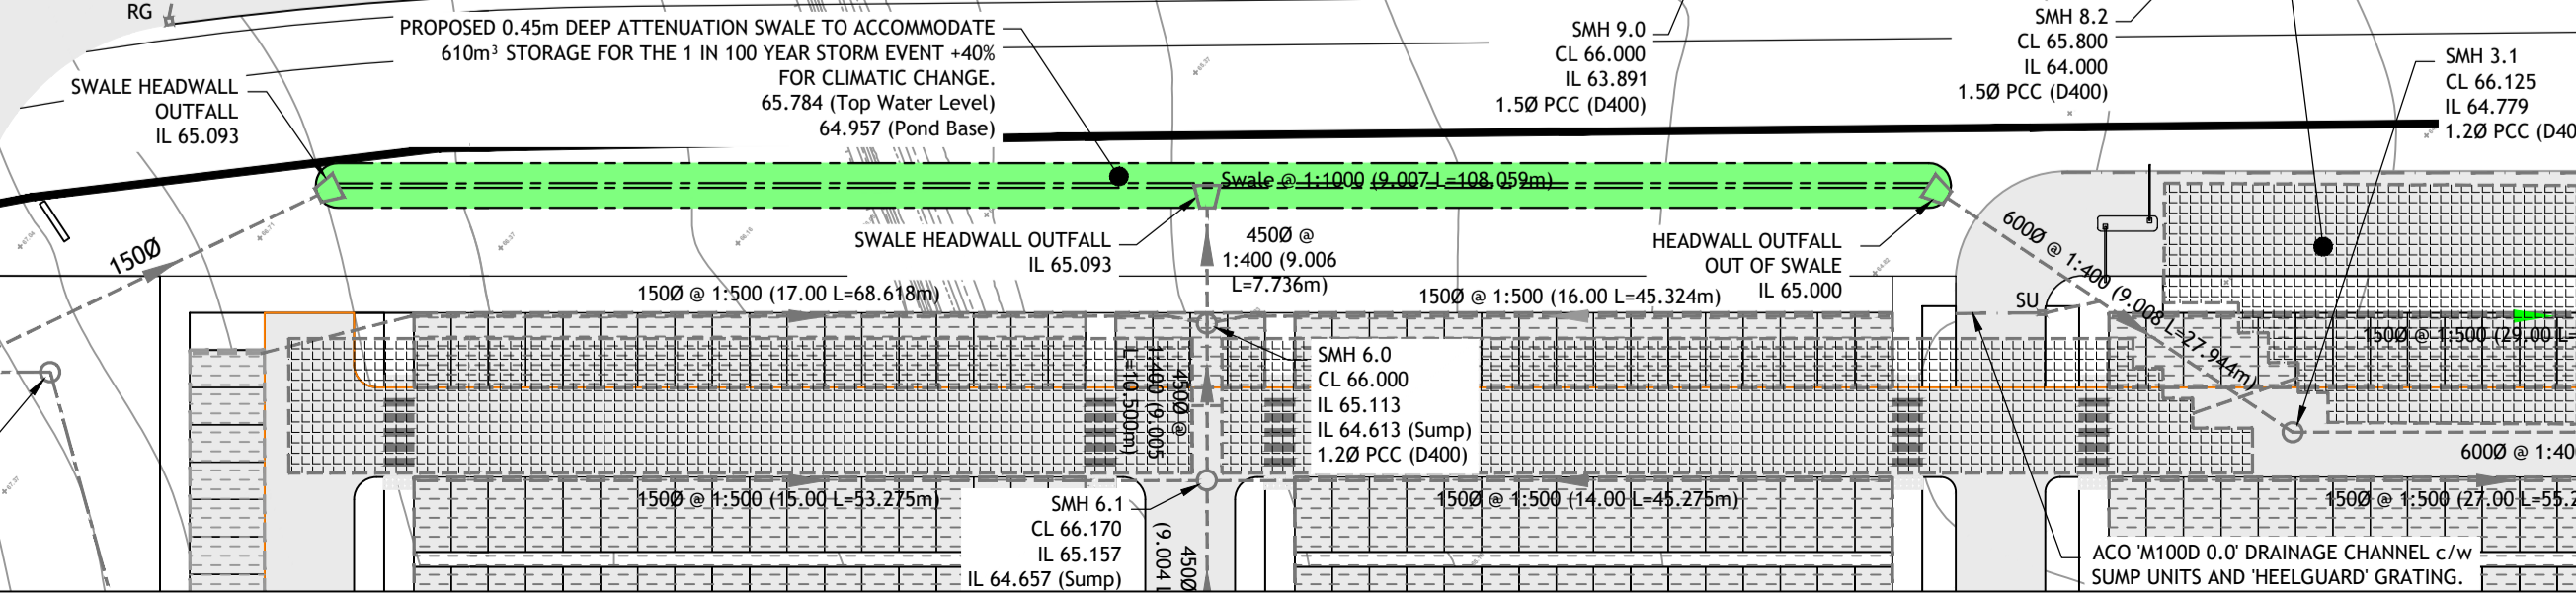 RG
PROPOSED 0.45m DEEP ATTENUATION SWALE TO ACCOMMODATE
610m³ STORAGE FOR THE 1 IN 100 YEAR STORM EVENT +40%
FOR CLIMATIC CHANGE.
65.784 (Top Water Level)
64.957 (Pond Base)
SWALE HEADWALL
OUTFALL
IL 65.093
SMH 9.0
CL 66.000
IL 63.891
1.5Ø PCC (D400)
SMH 8.2
CL 65.800
IL 64.000
1.5Ø PCC (D400)
SMH 3.1
CL 66.125
IL 64.779
1.2Ø PCC (D40
Swale @ 1:1000 (9.007 L=108.059m)
150Ø
SWALE HEADWALL OUTFALL
IL 65.093
450Ø @
1:400 (9.006
L=7.736m)
HEADWALL OUTFALL
OUT OF SWALE
IL 65.000
600Ø @ 1:400 (9.008 L=27.944m)
SU
150Ø @ 1:500 (17.00 L=68.618m)
150Ø @ 1:500 (16.00 L=45.324m)
150Ø @ 1:500 (29.00 L=
450Ø @
1:400 (9.005
L=10.500m)
SMH 6.0
CL 66.000
IL 65.113
IL 64.613 (Sump)
1.2Ø PCC (D400)
600Ø @ 1:40
150Ø @ 1:500 (15.00 L=53.275m)
150Ø @ 1:500 (14.00 L=45.275m)
150Ø @ 1:500 (27.00 L=55.2
SMH 6.1
CL 66.170
IL 65.157
IL 64.657 (Sump)
450Ø
(9.004 L
ACO 'M100D 0.0' DRAINAGE CHANNEL c/w
SUMP UNITS AND 'HEELGUARD' GRATING.